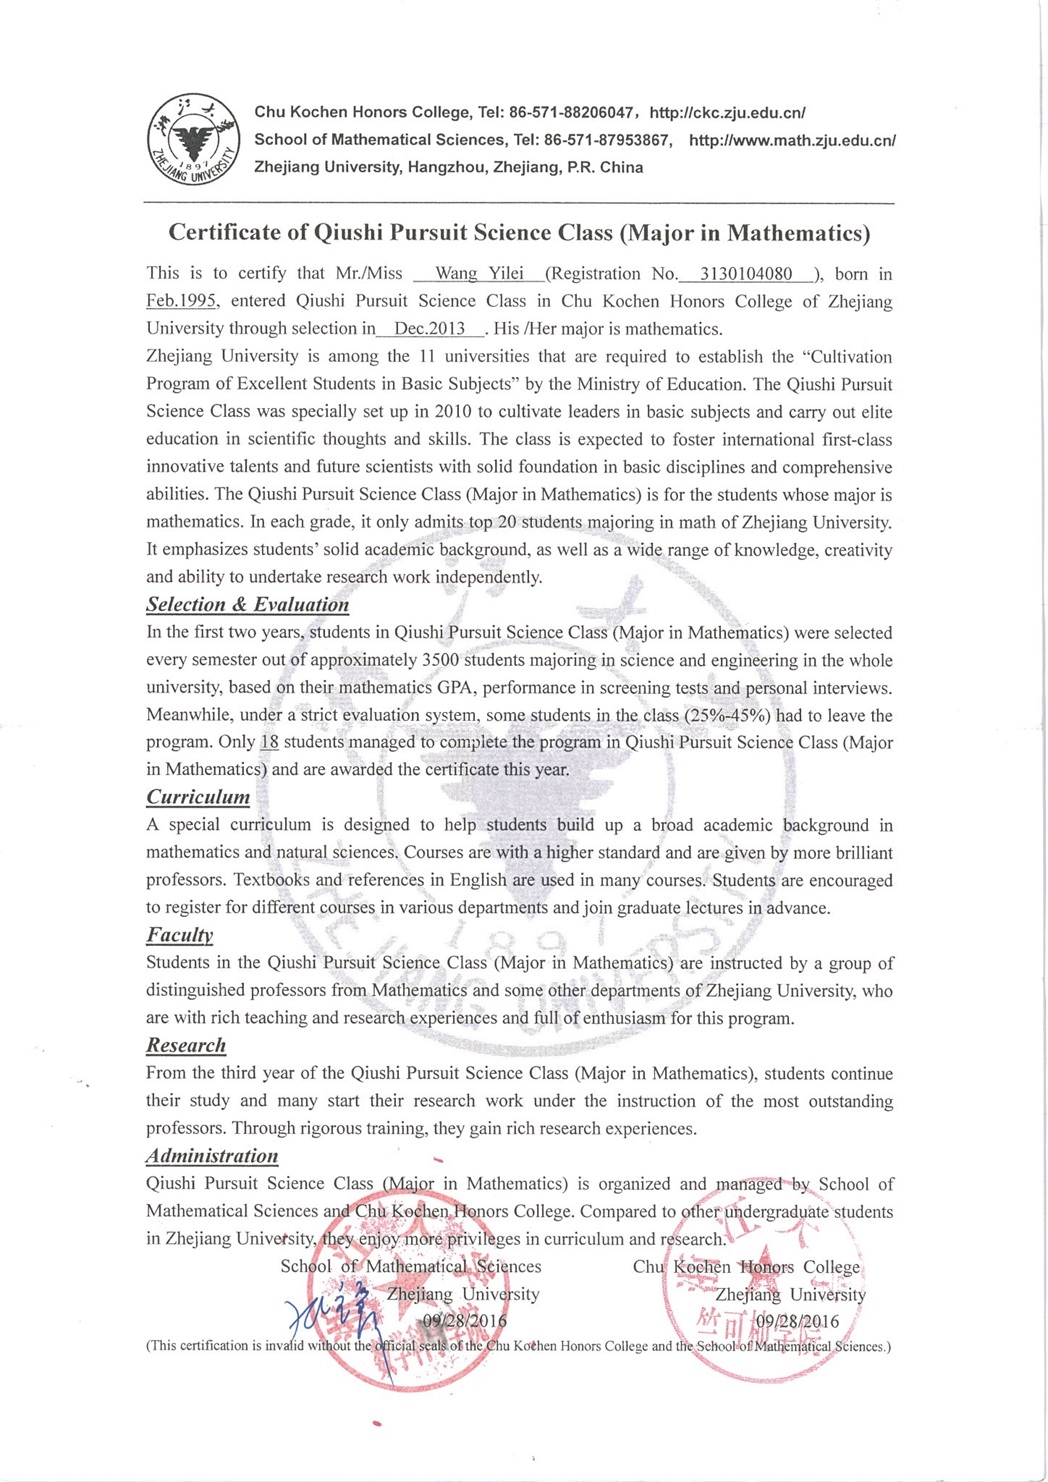 浙江大学
1897
ZHEJIANG UNIVERSITY
Chu Kochen Honors College, Tel: 86-571-88206047, http://ckc.zju.edu.cn/
School of Mathematical Sciences, Tel: 86-571-87953867, http://www.math.zju.edu.cn/
Zhejiang University, Hangzhou, Zhejiang, P.R. China
Certificate of Qiushi Pursuit Science Class (Major in Mathematics)
This is to certify that Mr./Miss Wang Yilei (Registration No. 3130104080 ), born in
Feb.1995, entered Qiushi Pursuit Science Class in Chu Kochen Honors College of Zhejiang
University through selection in Dec.2013 . His /Her major is mathematics.
Zhejiang University is among the 11 universities that are required to establish the “Cultivation
Program of Excellent Students in Basic Subjects” by the Ministry of Education. The Qiushi Pursuit
Science Class was specially set up in 2010 to cultivate leaders in basic subjects and carry out elite
education in scientific thoughts and skills. The class is expected to foster international first-class
innovative talents and future scientists with solid foundation in basic disciplines and comprehensive
abilities. The Qiushi Pursuit Science Class (Major in Mathematics) is for the students whose major is
mathematics. In each grade, it only admits top 20 students majoring in math of Zhejiang University.
It emphasizes students’ solid academic background, as well as a wide range of knowledge, creativity
and ability to undertake research work independently.
Selection & Evaluation
In the first two years, students in Qiushi Pursuit Science Class (Major in Mathematics) were selected
every semester out of approximately 3500 students majoring in science and engineering in the whole
university, based on their mathematics GPA, performance in screening tests and personal interviews.
Meanwhile, under a strict evaluation system, some students in the class (25%-45%) had to leave the
program. Only 18 students managed to complete the program in Qiushi Pursuit Science Class (Major
in Mathematics) and are awarded the certificate this year.
Curriculum
A special curriculum is designed to help students build up a broad academic background in
mathematics and natural sciences. Courses are with a higher standard and are given by more brilliant
professors. Textbooks and references in English are used in many courses. Students are encouraged
to register for different courses in various departments and join graduate lectures in advance.
Faculty
Students in the Qiushi Pursuit Science Class (Major in Mathematics) are instructed by a group of
distinguished professors from Mathematics and some other departments of Zhejiang University, who
are with rich teaching and research experiences and full of enthusiasm for this program.
Research
From the third year of the Qiushi Pursuit Science Class (Major in Mathematics), students continue
their study and many start their research work under the instruction of the most outstanding
professors. Through rigorous training, they gain rich research experiences.
Administration
Qiushi Pursuit Science Class (Major in Mathematics) is organized and managed by School of
Mathematical Sciences and Chu Kochen Honors College. Compared to other undergraduate students
in Zhejiang University, they enjoy more privileges in curriculum and research.
School of Mathematical Sciences Chu Kochen Honors College
Zhejiang University Zhejiang University
09/28/2016 09/28/2016
(This certification is invalid without the official seals of the Chu Kochen Honors College and the School of Mathematical Sciences.)
浙江大学
竺可桢学院